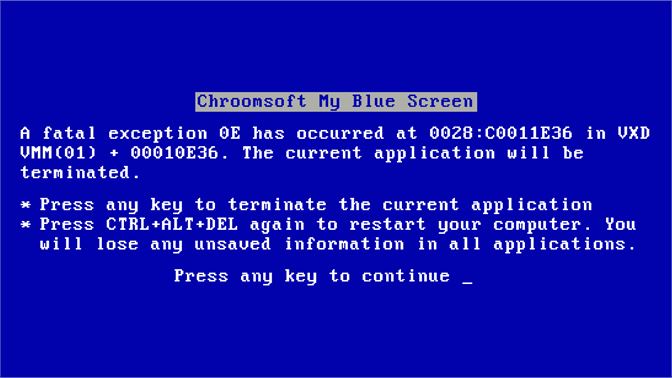 Chroomsoft My Blue Screen
A fatal exception 0E has occurred at 0028:C0011E36 in VXD
VMM(01) + 00010E36. The current application will be
terminated.
* Press any key to terminate the current application
* Press CTRL+ALT+DEL again to restart your computer. You
will lose any unsaved information in all applications.
Press any key to continue _